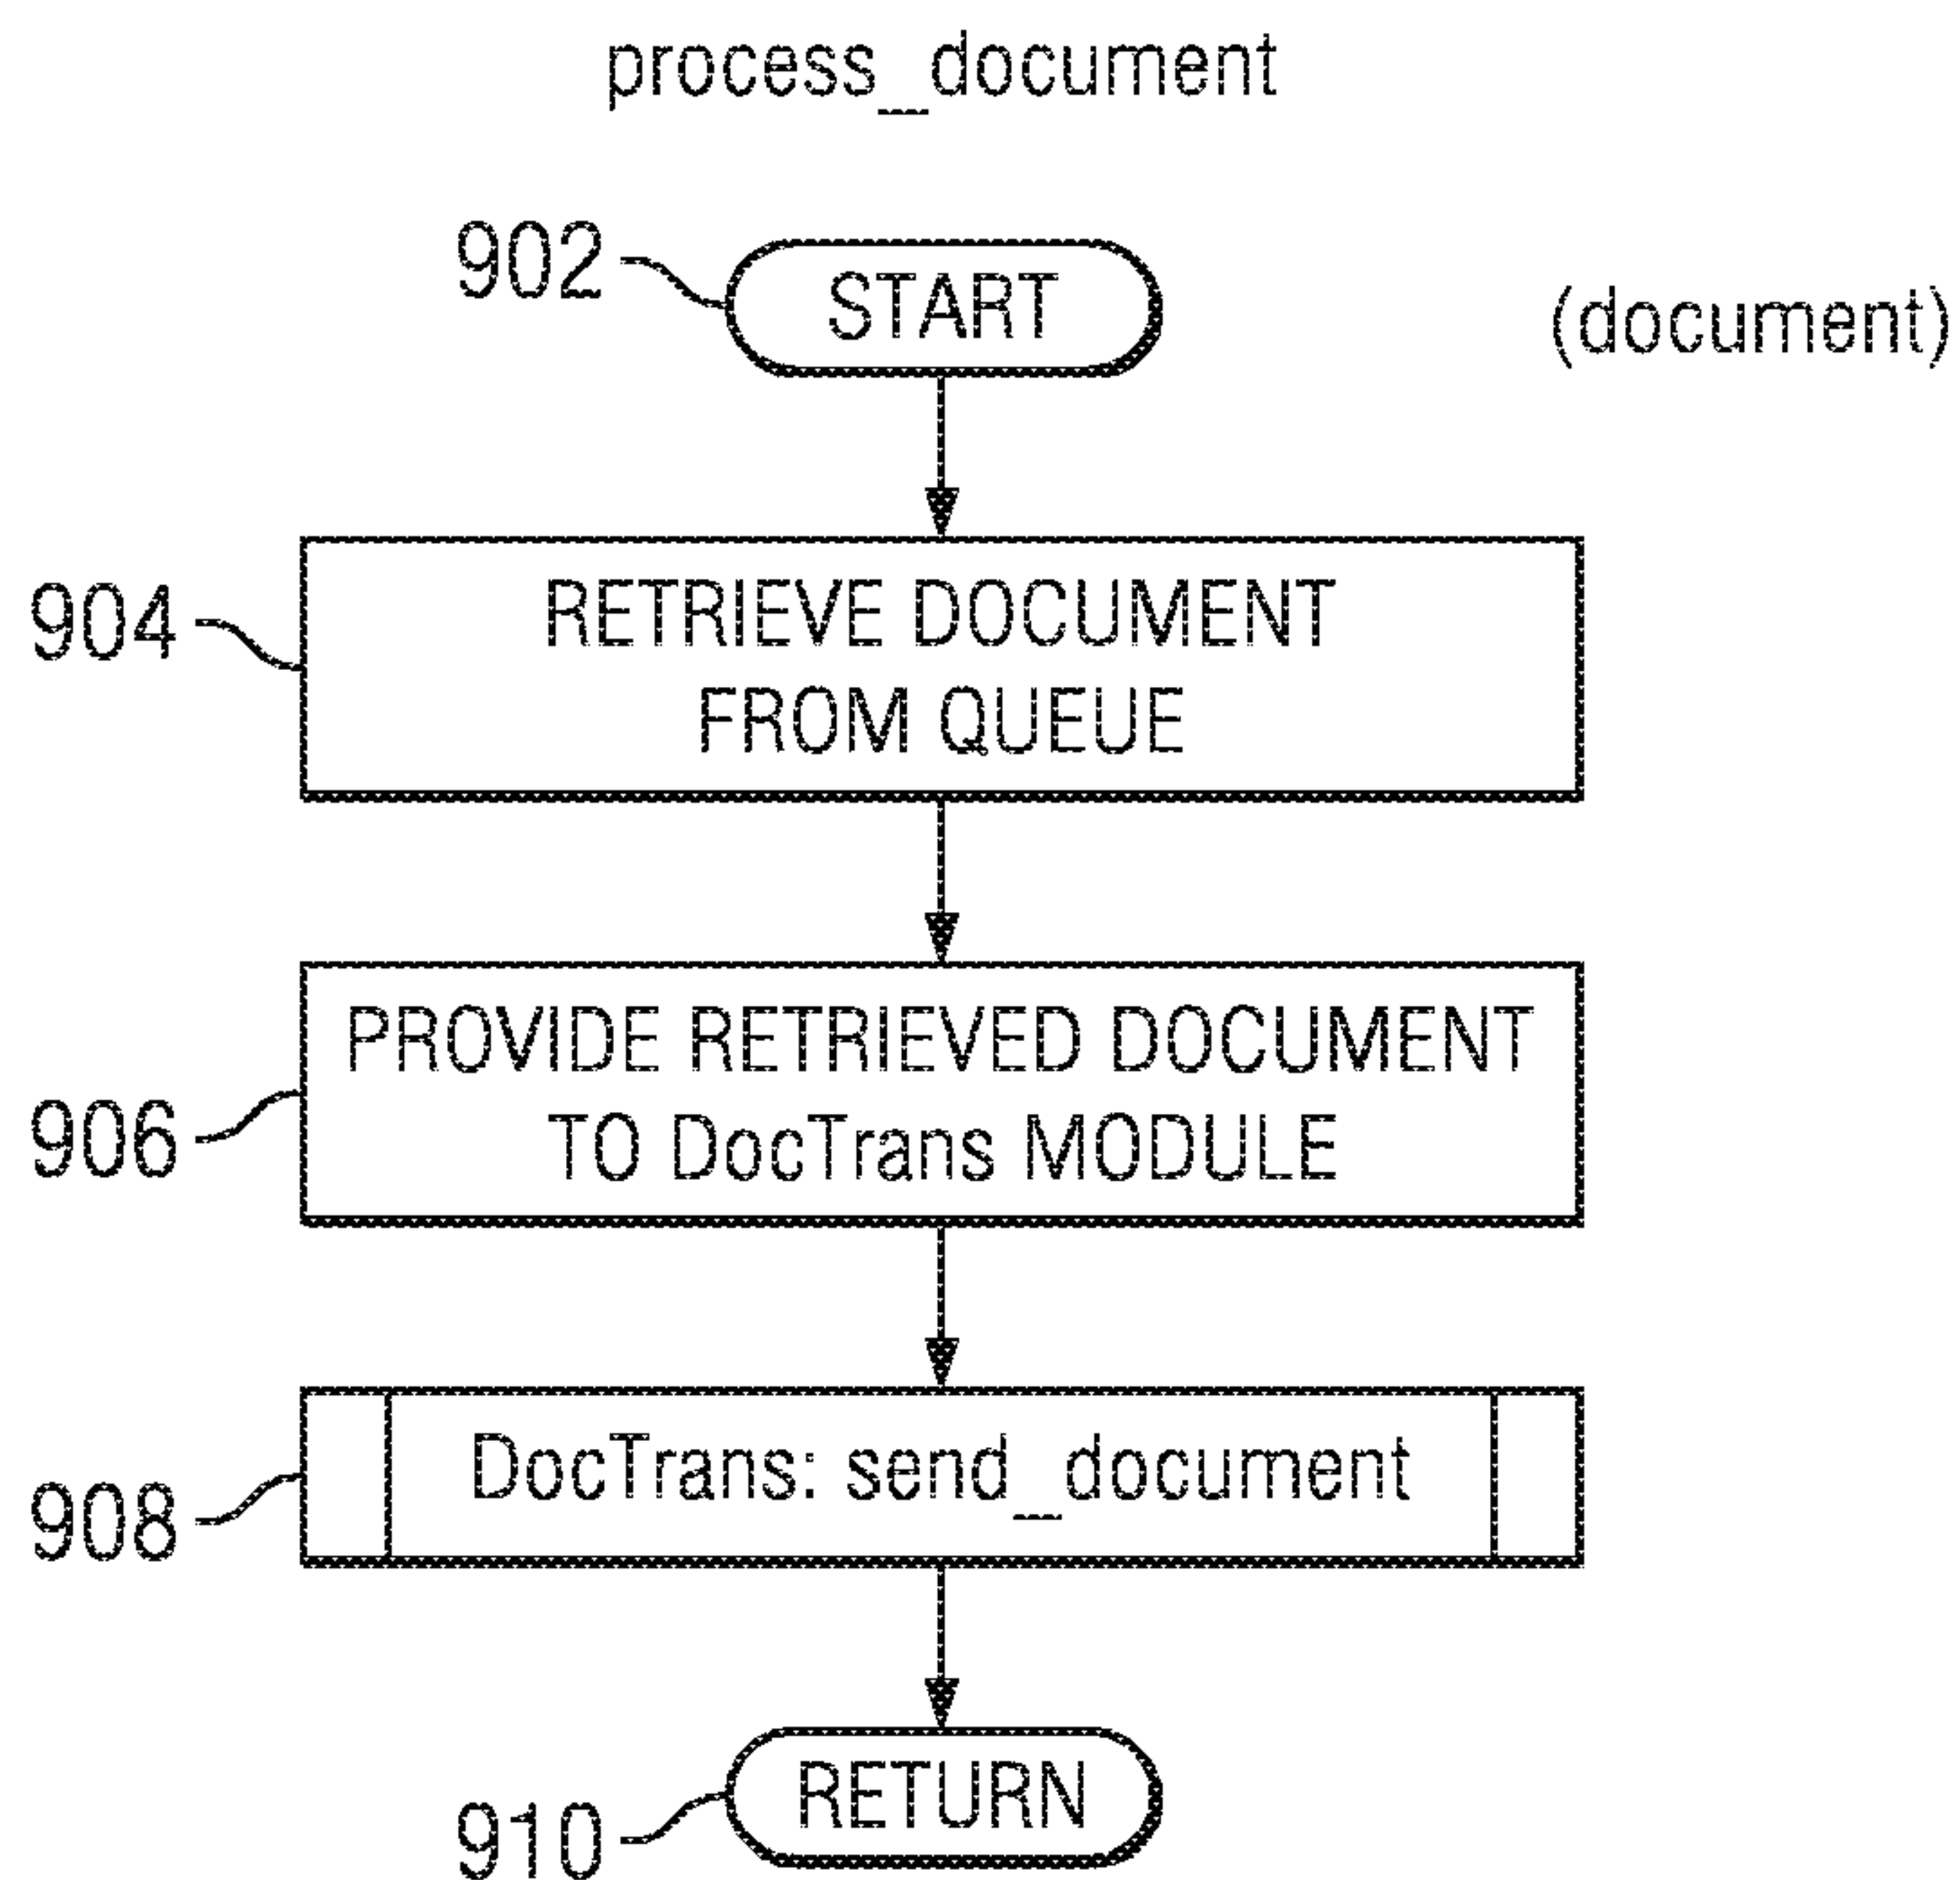 process_document
902
START
(document)
904
RETRIEVE DOCUMENT
FROM QUEUE
906
PROVIDE RETRIEVED DOCUMENT
TO DocTrans MODULE
908
DocTrans: send_document
910
RETURN